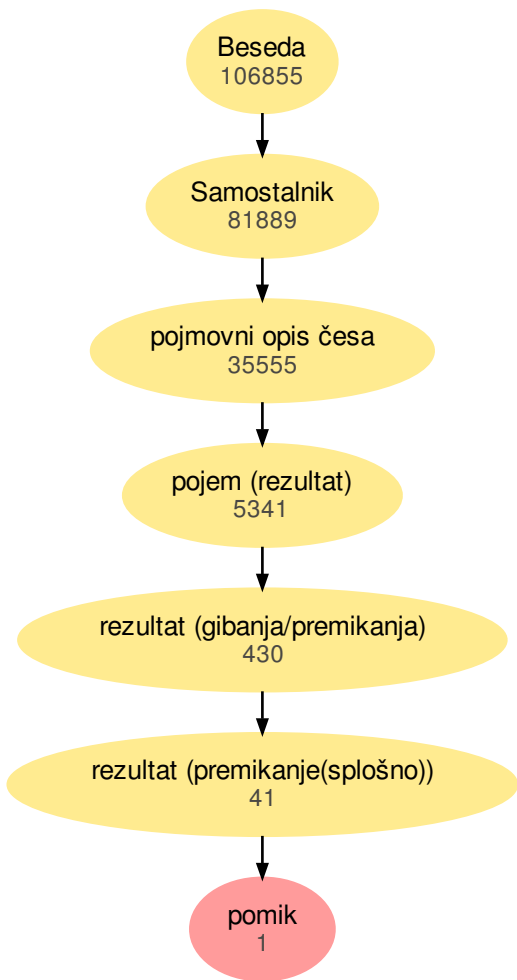 Beseda
106855
Samostalnik
81889
pojmovni opis česa
35555
pojem (rezultat)
5341
rezultat (gibanja/premikanja)
430
rezultat (premikanje(splošno))
41
pomik
1